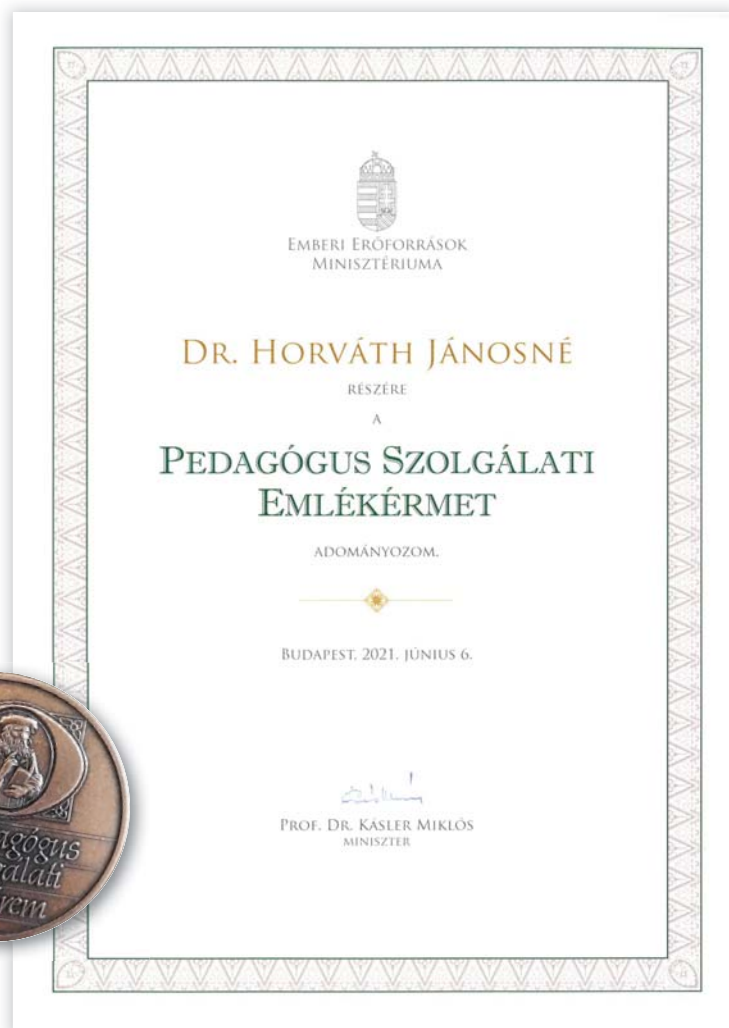 EMBERI ERŐFORRÁSOK
MINISZTÉRIUMA
DR. HORVÁTH JÁNOSNÉ
RÉSZÉRE
A
PEDAGÓGUS SZOLGÁLATI
EMLÉKÉRMET
ADOMÁNYOZOM.
BUDAPEST, 2021. JÚNIUS 6.
PROF. DR. KÁSLER MIKLÓS
MINISZTER
agógus
álati
rem